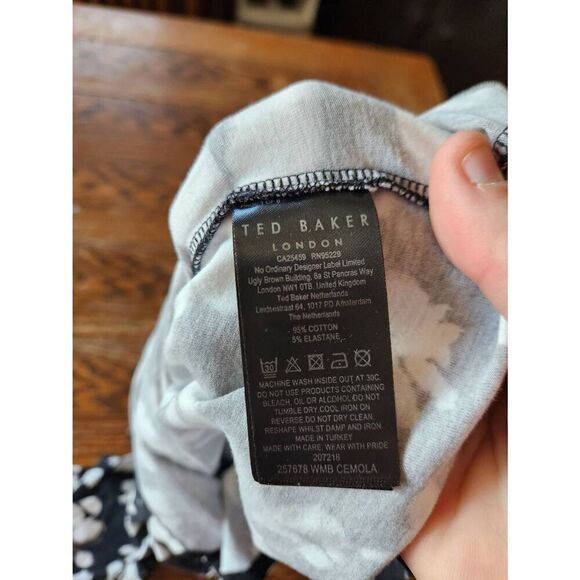 TED BAKER
LONDON
CA25459 RN95229
No Ordinary Designer Label Limited
Ugly Brown Building, 6a St Pancras Way
London NW1 0TB, United Kingdom
Ted Baker Netherlands
Leidsestraat 64, 1017 PD Amsterdam
The Netherlands
95% COTTON
5% ELASTANE
30
MACHINE WASH INSIDE OUT AT 30C.
DO NOT USE PRODUCTS CONTAINING
BLEACH, OIL OR ALCOHOL.DO NOT
TUMBLE DRY.COOL IRON ON
REVERSE.DO NOT DRY CLEAN.
RESHAPE WHILST DAMP AND IRON
MADE IN TURKEY
MADE WITH CARE, WEAR WITH PRIDE
207218
257678 WMB CEMOLA